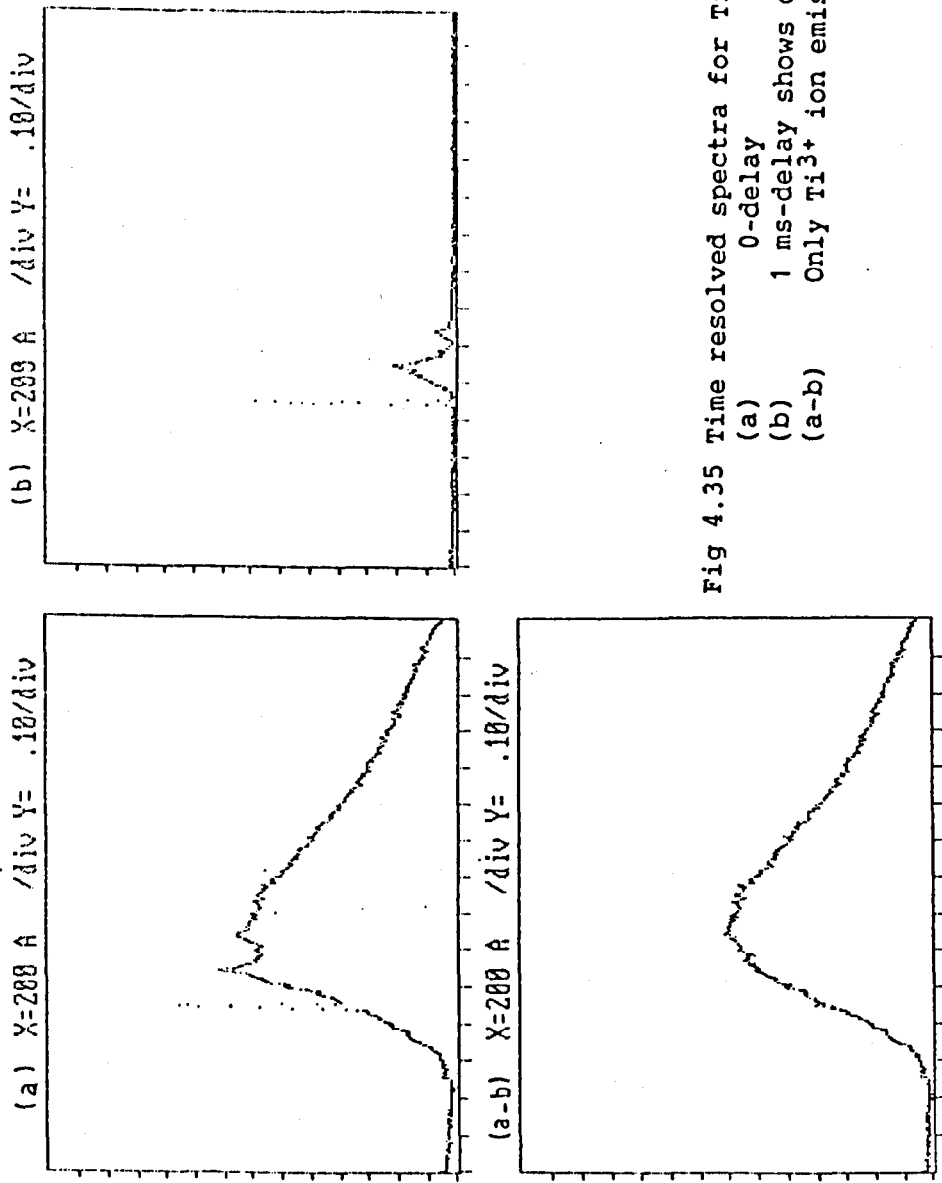 (a) X=200 A /div Y= .10/div
(b) X=200 A /div Y= .10/div
(a-b) X=200 A /div Y= .10/div
Fig 4.35 Time resolved spectra for
(a) 0-delay
(b) 1 ms-delay shows
(a-b) Only Ti3+ ion